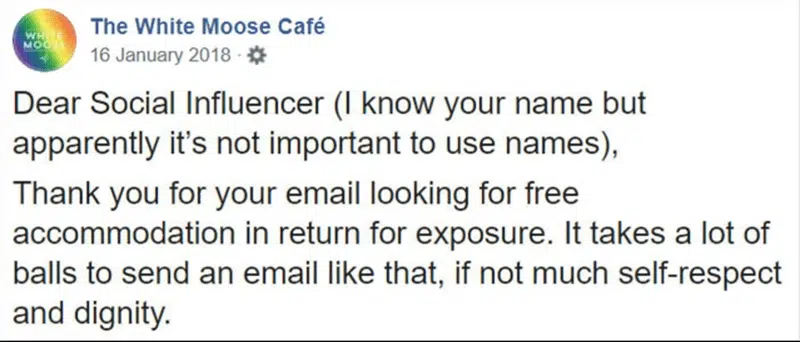 WHITE
MOOSE
The White Moose Café
16 January 2018 ·
Dear Social Influencer (I know your name but
apparently it's not important to use names),
Thank you for your email looking for free
accommodation in return for exposure. It takes a lot of
balls to send an email like that, if not much self-respect
and dignity.